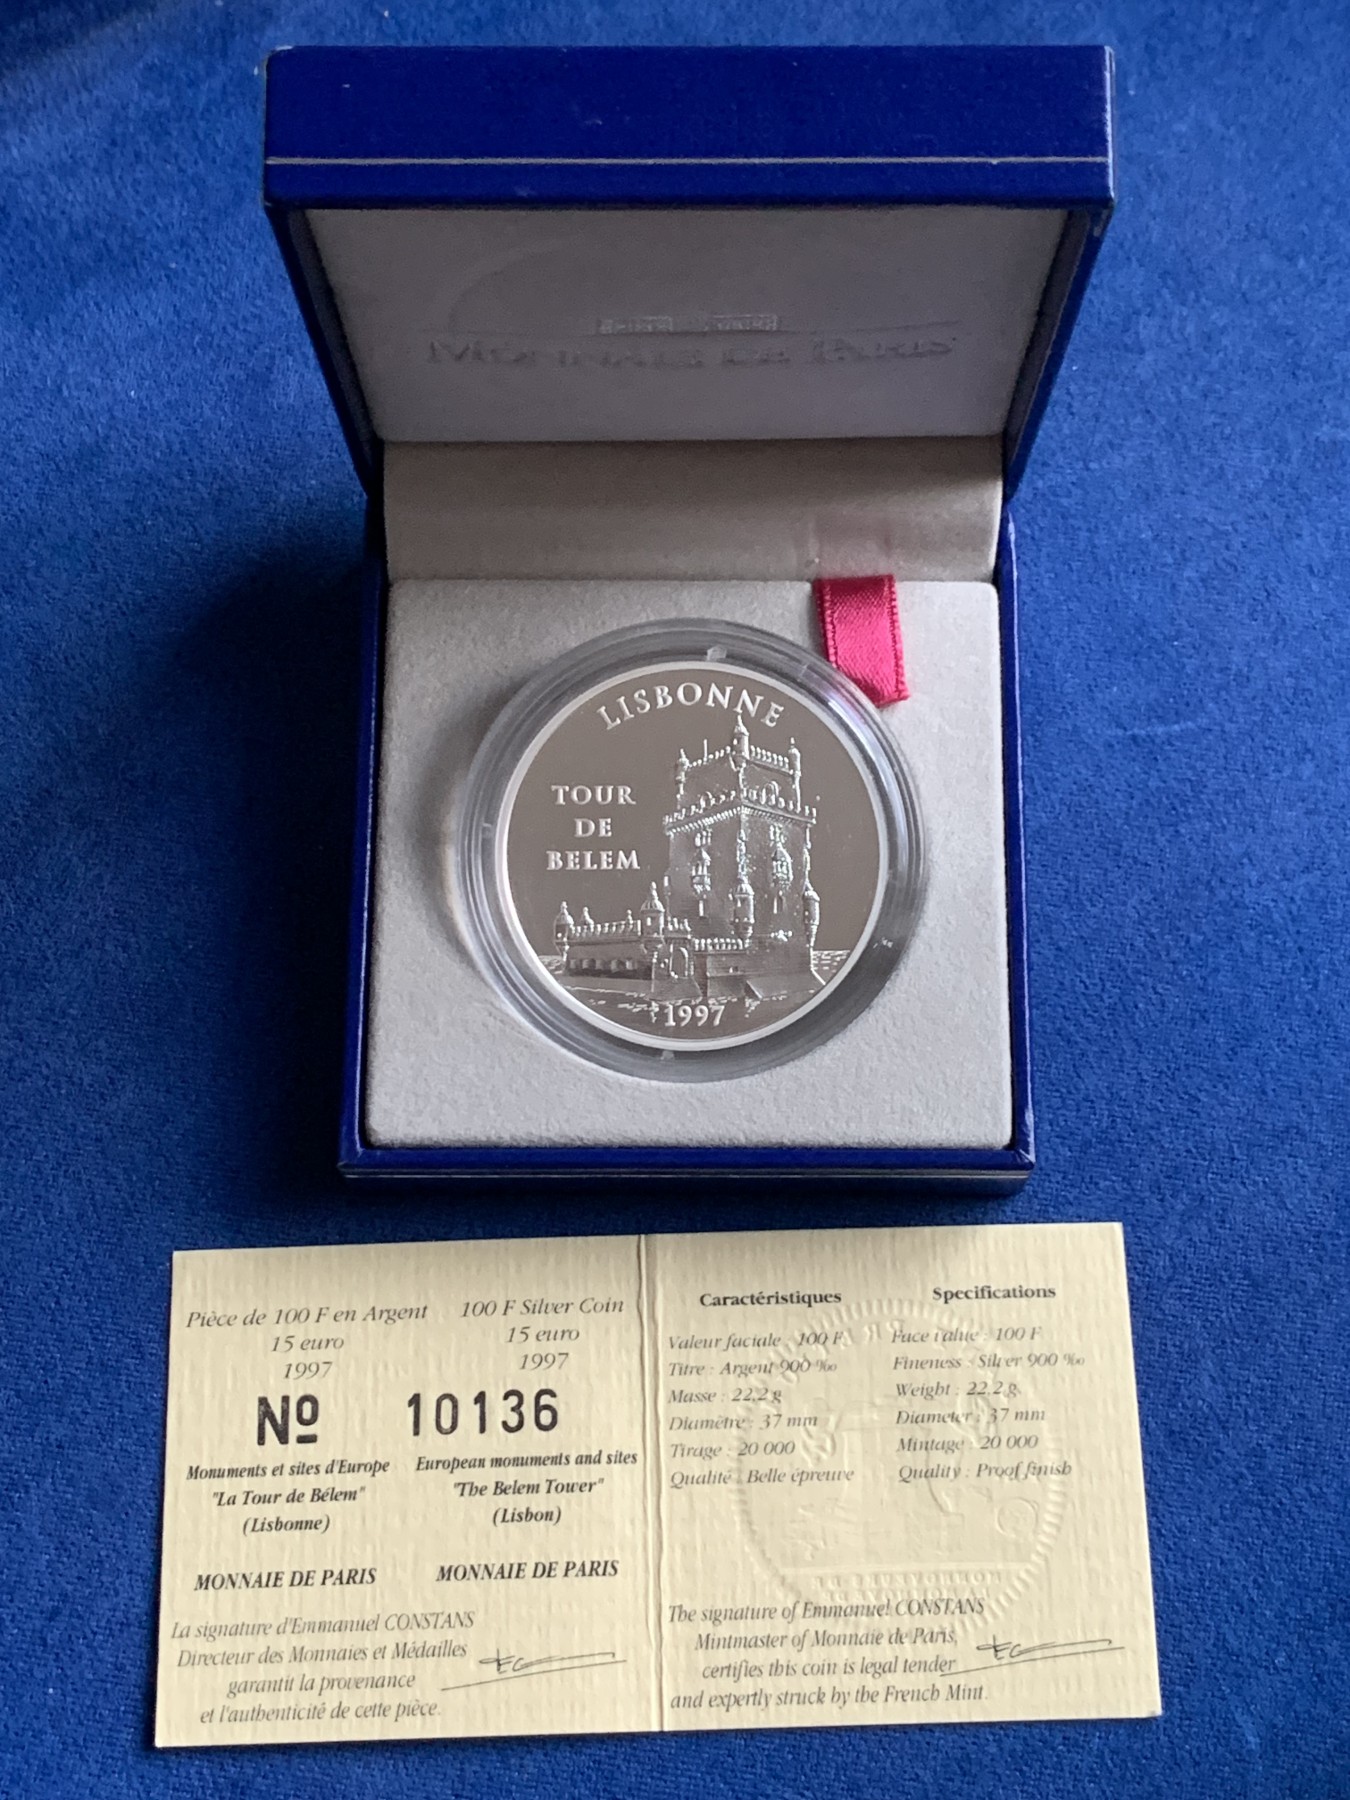 MONNAIE DE PARIS
LISBONNE
TOUR
DE
BELEM
1997
Pièce de 100 F en Argent
15 euro
1997
100 F Silver Coin
15 euro
1997
Nº 10136
Monuments et sites d'Europe
"La Tour de Bélem"
(Lisbonne)
European monuments and sites
"The Belem Tower"
(Lisbon)
MONNAIE DE PARIS
MONNAIE DE PARIS
La signature d'Emmanuel CONSTANS
Directeur des Monnaies et Médailles
garantit la provenance
et l'authenticité de cette pièce.
Caractéristiques
Valeur faciale : 100 F
Titre : Argent 900 ‰
Masse : 22,2 g
Diamètre : 37 mm
Tirage : 20 000
Qualité : Belle épreuve
Specifications
Face value : 100 F
Fineness : Silver 900 ‰
Weight : 22,2 g
Diameter : 37 mm
Mintage : 20 000
Quality : Proof finish
The signature of Emmanuel CONSTANS
Mintmaster of Monnaie de Paris,
certifies this coin is legal tender
and expertly struck by the French Mint.